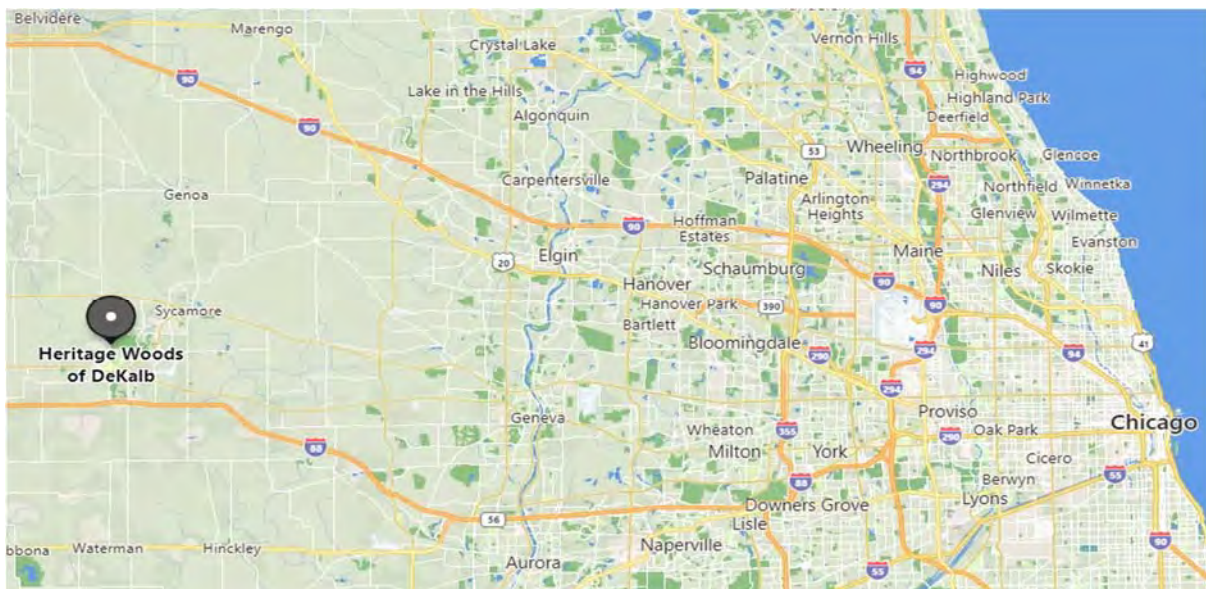 Belvidere
Marengo
Crystal Lake
Vernon Hills
94
90
Lake in the Hills
Highwood
Highland Park
Algonquin
Deerfield
90
53
Wheeling
Northbrook
Glencoe
Genoa
Carpentersville
Palatine
294
Northfield
Winnetka
Arlington
Heights
Glenview
Wilmette
90
Hoffman
Estates
Evanston
20
Elgin
Maine
Schaumburg
Niles
Skokie
Hanover
90
Sycamore
Hanover Park
390
90
Bartlett
Bloomingdale
41
Heritage Woods
of DeKalb
290
294
94
294
Geneva
Proviso
Chicago
Wheaton
355
Oak Park
88
Milton
York
290
Cicero
88
Berwyn
55
Lyons
56
Downers Grove
Lisle
Waterman
Hinckley
Naperville
90
Aurora
55